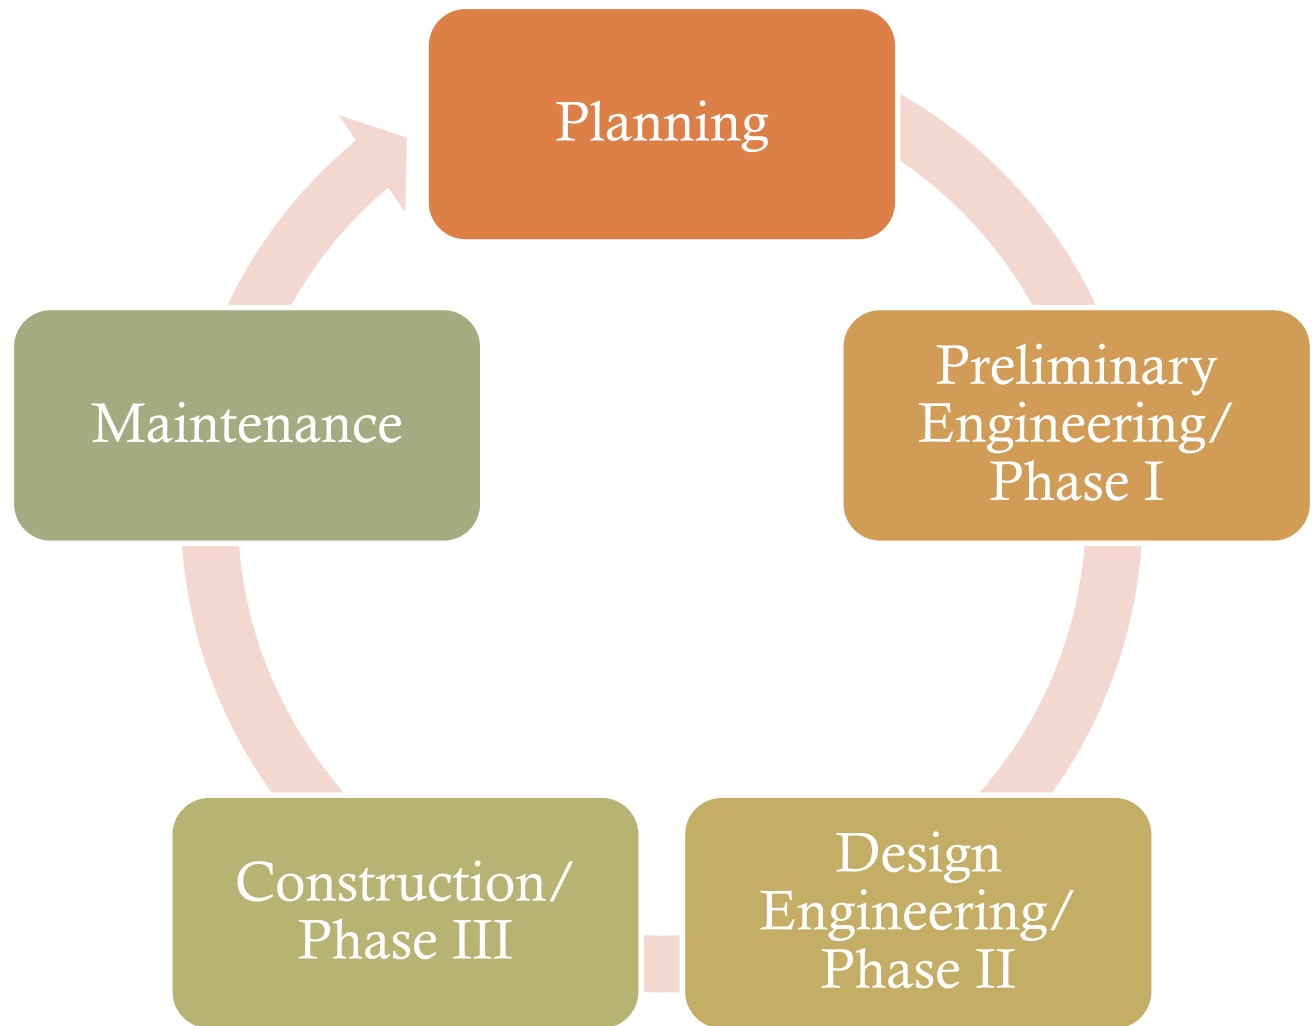 Planning
Preliminary
Engineering/
Phase I
Design
Engineering/
Phase II
Construction/
Phase III
Maintenance